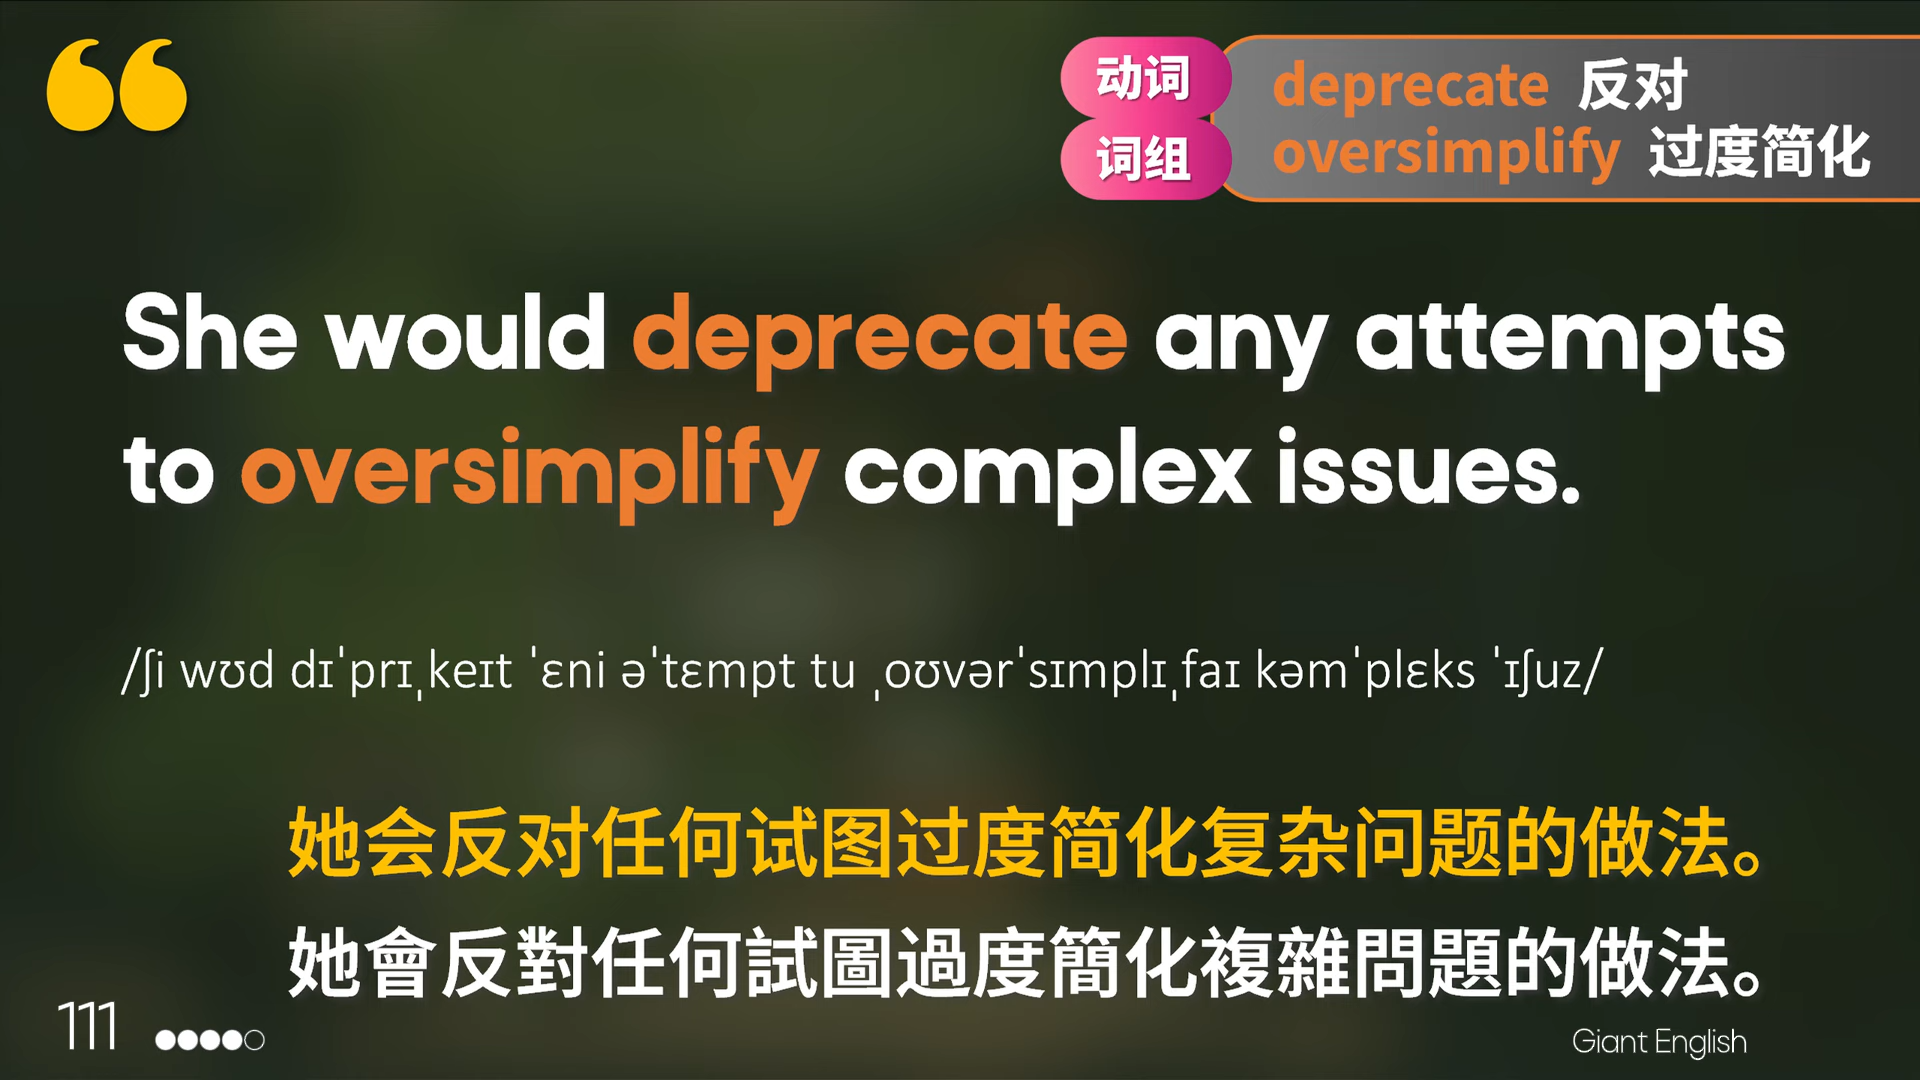 动词
词组
deprecate 反对
oversimplify 过度简化
She would deprecate any attempts
to oversimplify complex issues.
/ʃi wʊd dɪˈprɪˌkeɪt ˈɛni əˈtɛmpt tu ˌoʊvərˈsɪmplɪˌfaɪ kəmˈplɛks ˈɪʃuz/
她会反对任何试图过度简化复杂问题的做法。
她會反對任何試圖過度簡化複雜問題的做法。
111
Giant English